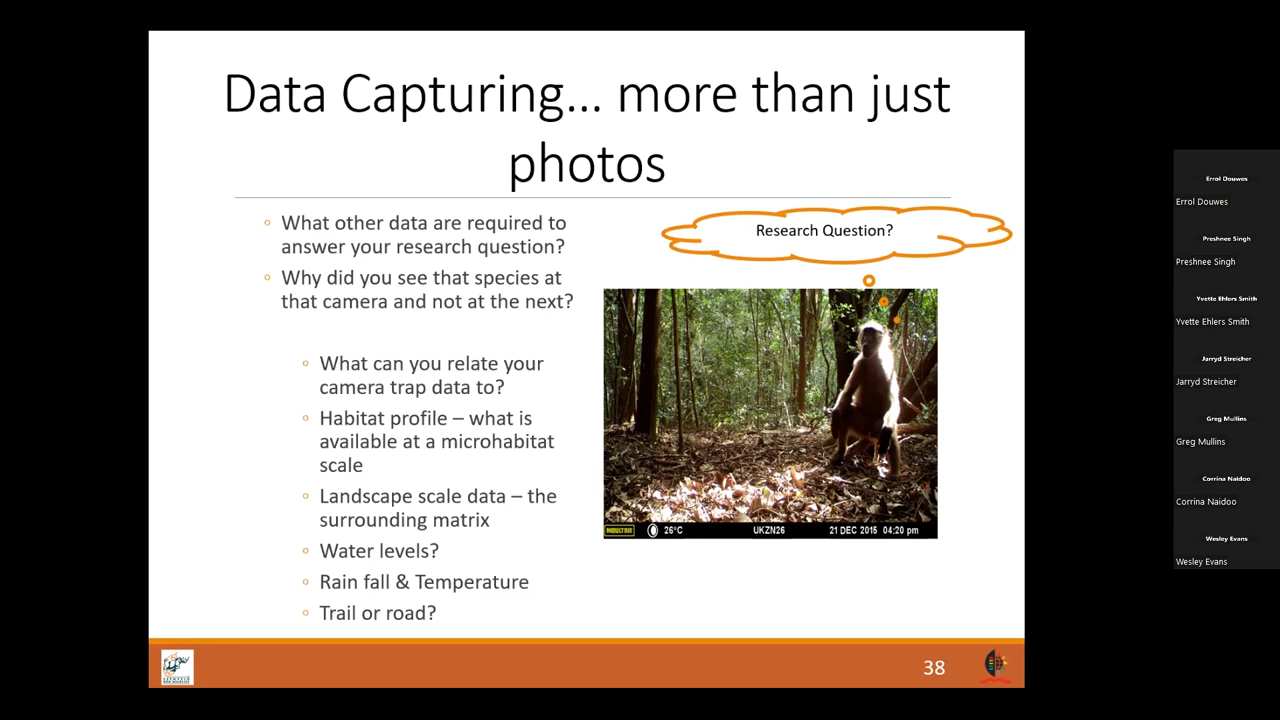 Data Capturing... more than just
photos
What other data are required to
answer your research question?
Why did you see that species at
that camera and not at the next?
What can you relate your
camera trap data to?
Habitat profile – what is
available at a microhabitat
scale
Landscape scale data – the
surrounding matrix
Water levels?
Rain fall & Temperature
Trail or road?
Research Question?
MOULTRIE 26°C UKZN26 21 DEC 2015 04:20 pm
38
Errol Douwes
Errol Douwes
Preshnee Singh
Preshnee Singh
Yvette Ehlers Smith
Yvette Ehlers Smith
Jarryd Streicher
Jarryd Streicher
Greg Mullins
Greg Mullins
Corrina Naidoo
Corrina Naidoo
Wesley Evans
Wesley Evans